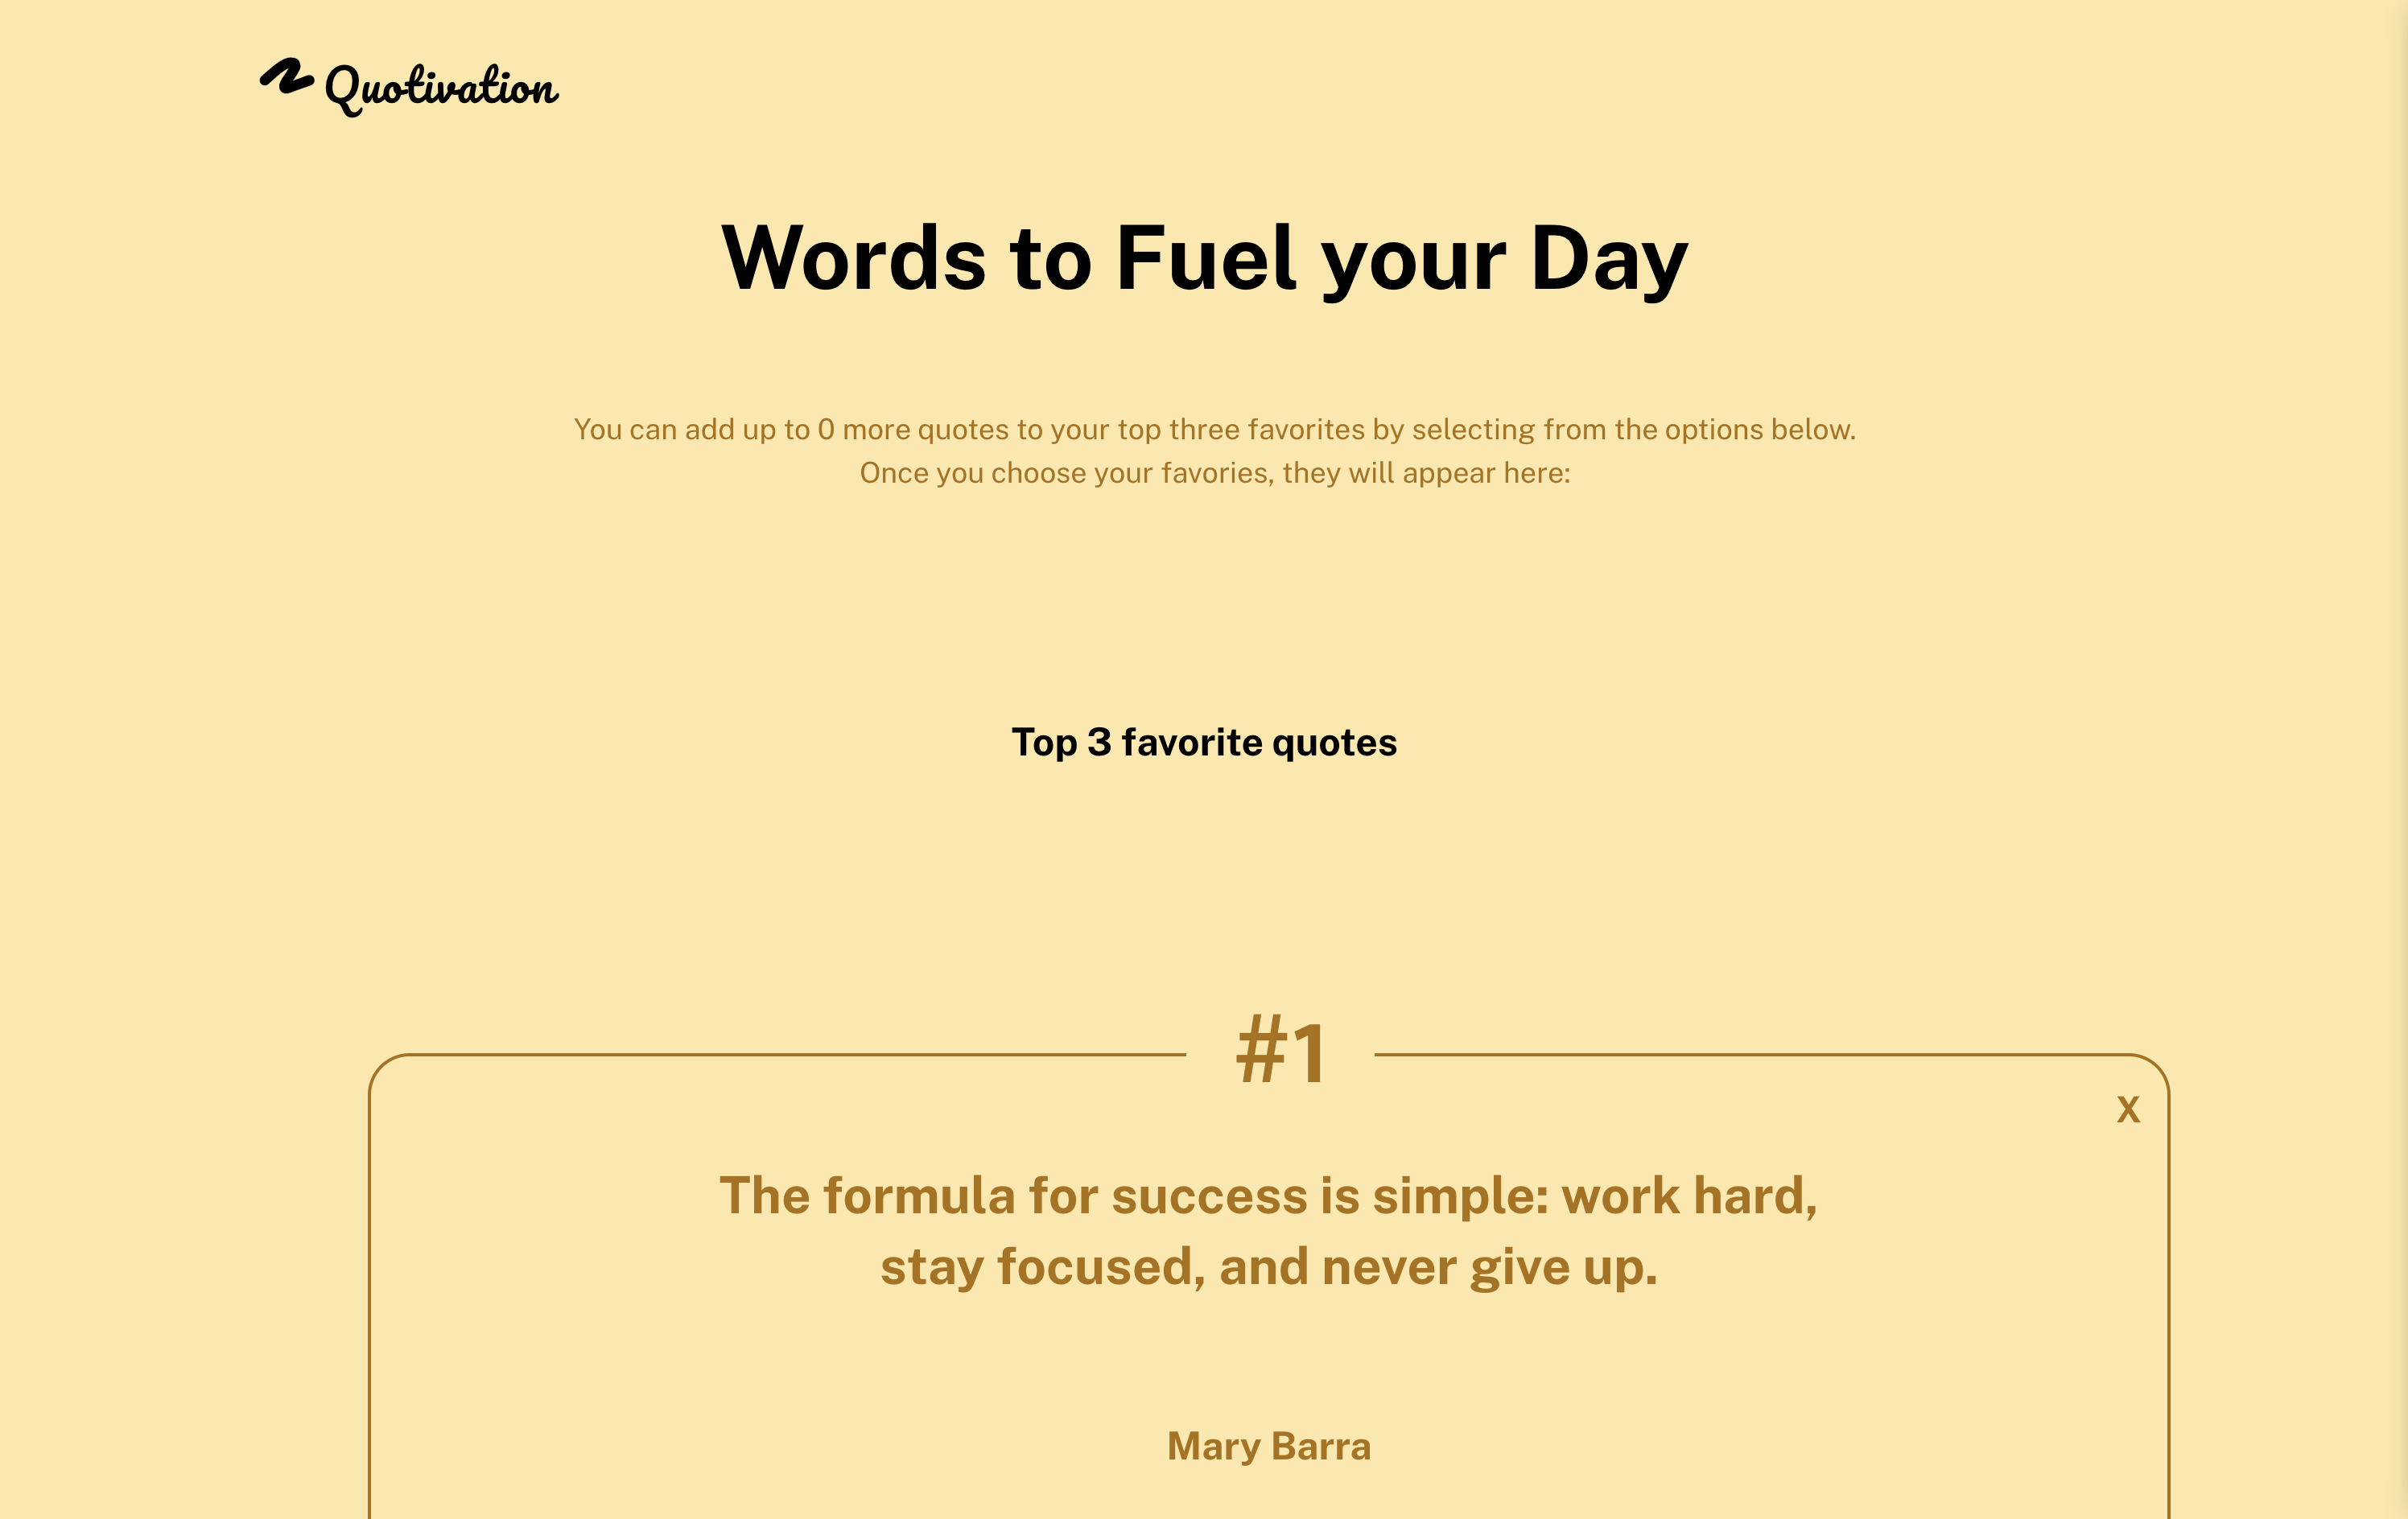 Quotivation
Words to Fuel your Day
You can add up to 0 more quotes to your top three favorites by selecting from the options below.
Once you choose your favories, they will appear here:
Top 3 favorite quotes
#1
x
The formula for success is simple: work hard,
stay focused, and never give up.
Mary Barra